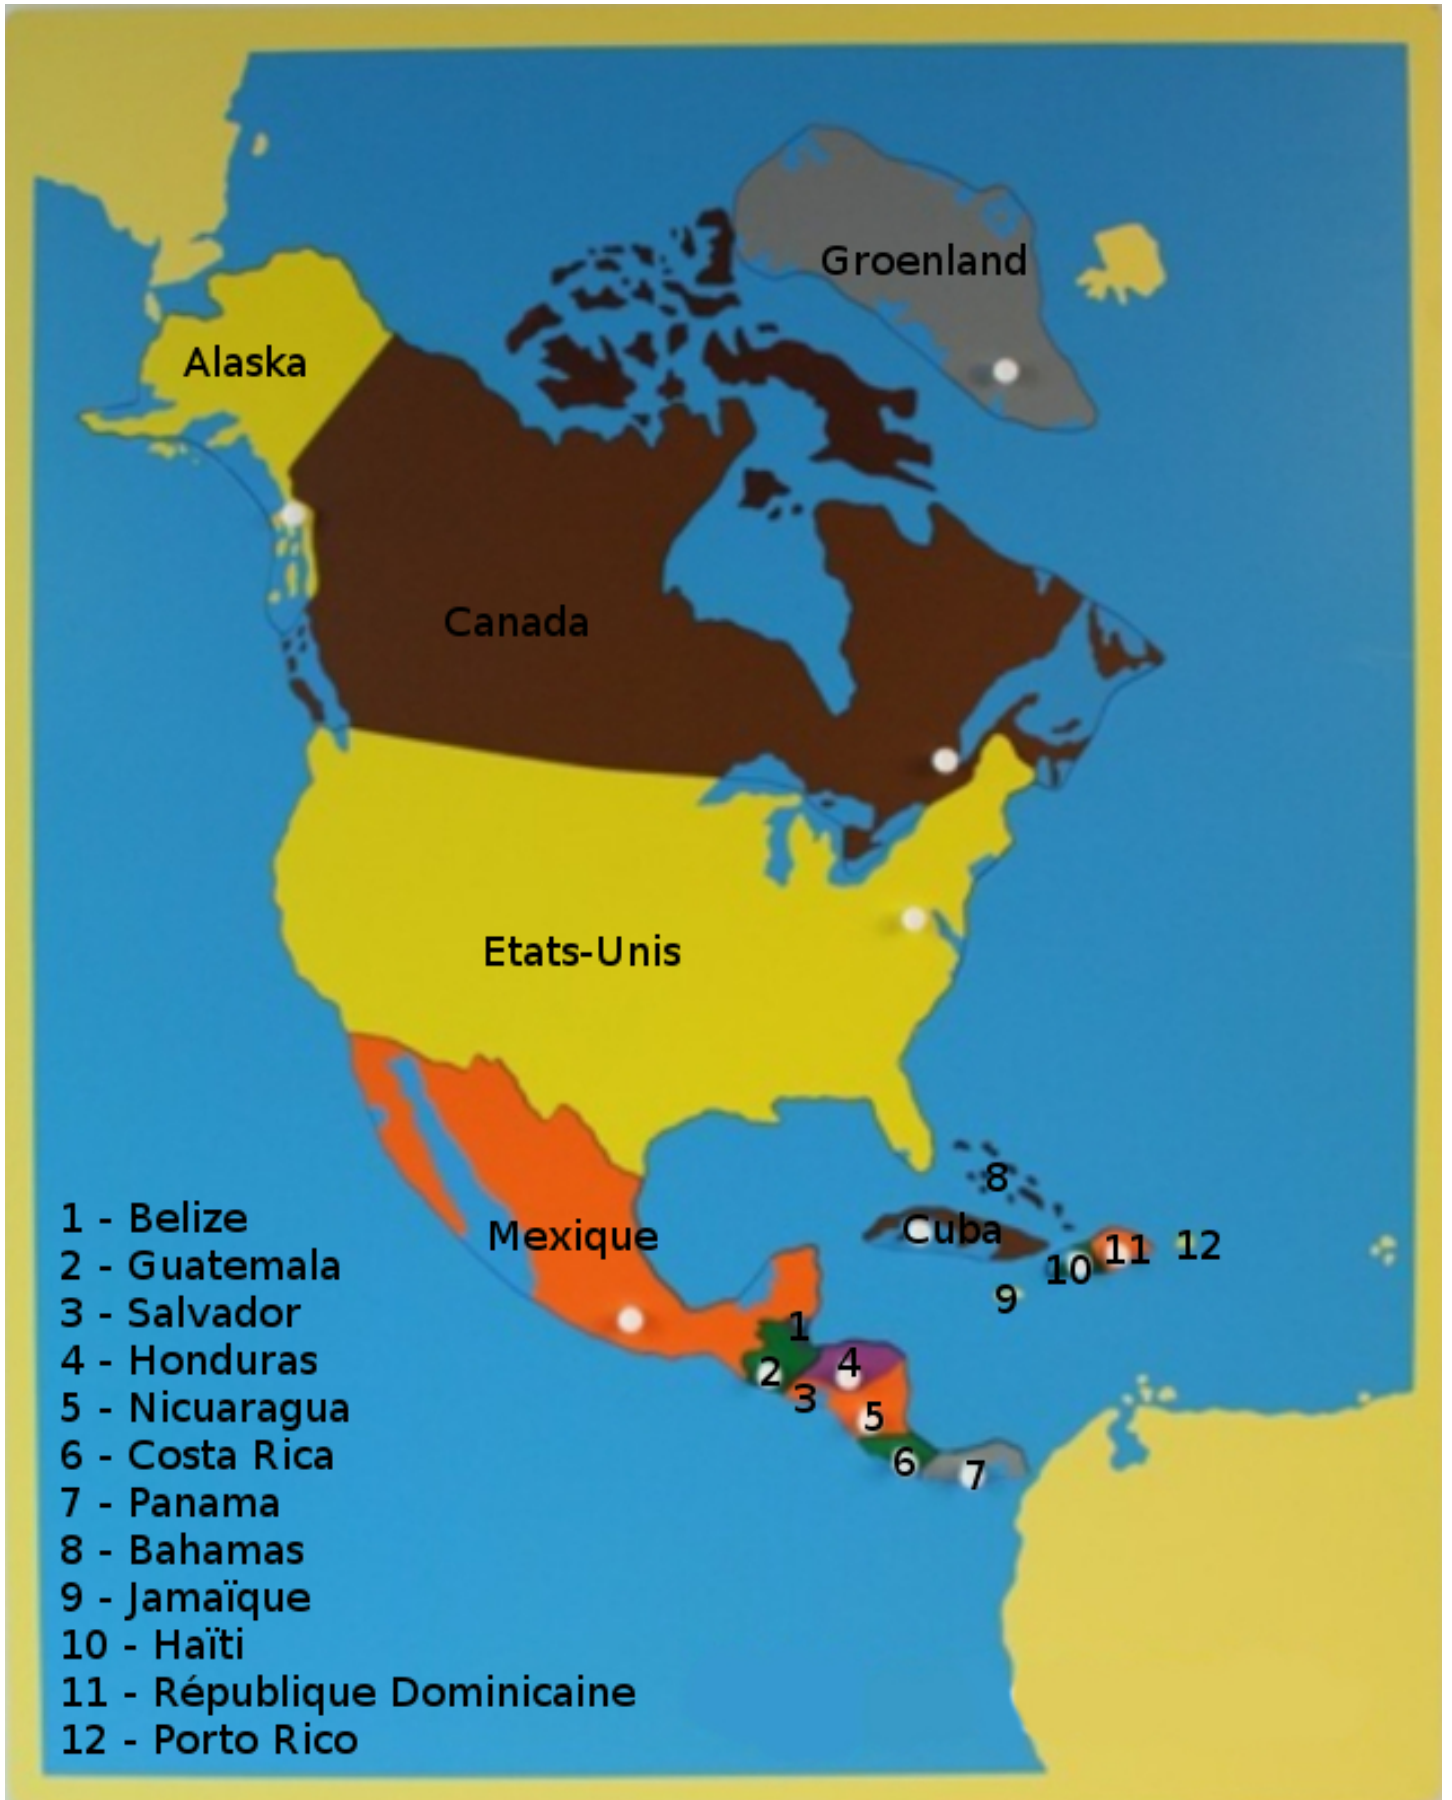 Groenland
Alaska
Canada
Etats-Unis
Mexique
Cuba
8
12
11
10
9
1
2
4
3
5
6
7
1 - Belize
2 - Guatemala
3 - Salvador
4 - Honduras
5 - Nicuaragua
6 - Costa Rica
7 - Panama
8 - Bahamas
9 - Jamaïque
10 - Haïti
11 - République Dominicaine
12 - Porto Rico